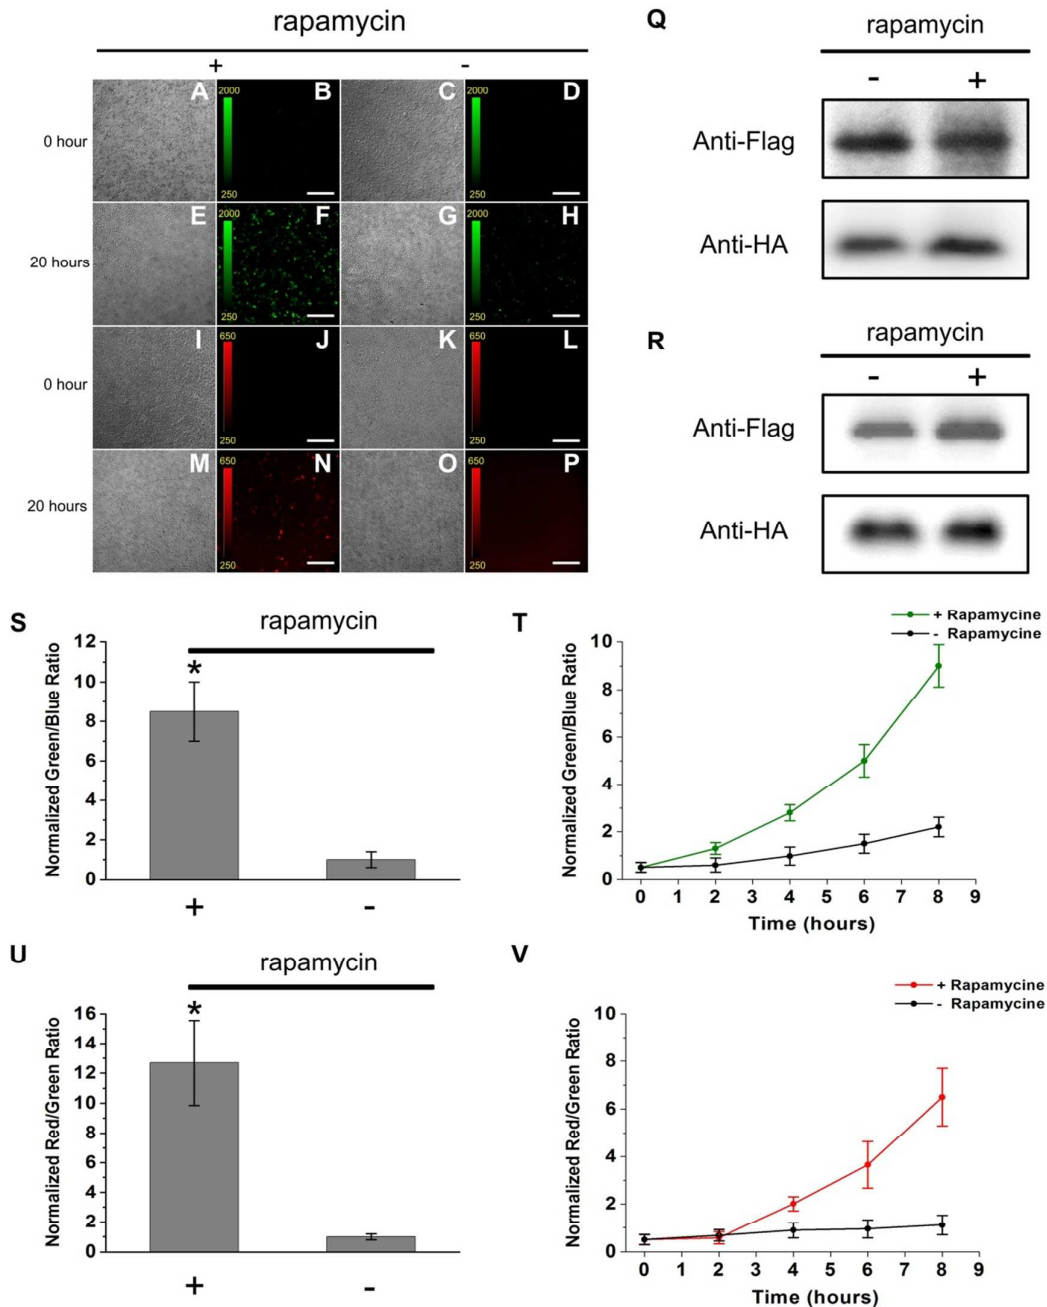 rapamycin
+ -
0 hour
A B C D
2000 2000
250 250
20 hours
E F G H
2000 2000
250 250
0 hour
I J K L
650 650
250 250
20 hours
M N O P
650 650
250 250
Q
rapamycin
- +
Anti-Flag
Anti-HA
R
rapamycin
- +
Anti-Flag
Anti-HA
S
rapamycin
Normalized Green/Blue Ratio
12
10
8
6
4
2
0
*
+ -
T
+ Rapamycine
- Rapamycine
Normalized Green/Blue Ratio
10
8
6
4
2
0
0 1 2 3 4 5 6 7 8 9
Time (hours)
U
rapamycin
Normalized Red/Green Ratio
16
14
12
10
8
6
4
2
0
*
+ -
V
+ Rapamycine
- Rapamycine
Normalized Red/Green Ratio
10
8
6
4
2
0
0 1 2 3 4 5 6 7 8 9
Time (hours)